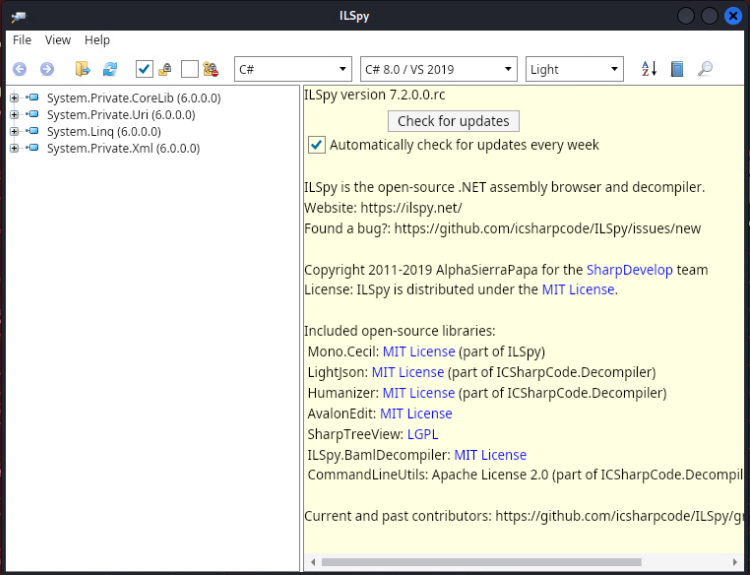 ILSpy
File View Help
C# C# 8.0 / VS 2019 Light
System.Private.CoreLib (6.0.0.0)
System.Private.Uri (6.0.0.0)
System.Linq (6.0.0.0)
System.Private.Xml (6.0.0.0)
ILSpy version 7.2.0.0.rc
Check for updates
Automatically check for updates every week
ILSpy is the open-source .NET assembly browser and decompiler.
Website: https://ilspy.net/
Found a bug?: https://github.com/icsharpcode/ILSpy/issues/new
Copyright 2011-2019 AlphaSierraPapa for the SharpDevelop team
License: ILSpy is distributed under the MIT License.
Included open-source libraries:
Mono.Cecil: MIT License (part of ILSpy)
LightJson: MIT License (part of ICSharpCode.Decompiler)
Humanizer: MIT License (part of ICSharpCode.Decompiler)
AvalonEdit: MIT License
SharpTreeView: LGPL
ILSpy.BamlDecompiler: MIT License
CommandLineUtils: Apache License 2.0 (part of ICSharpCode.Decompil
Current and past contributors: https://github.com/icsharpcode/ILSpy/gr